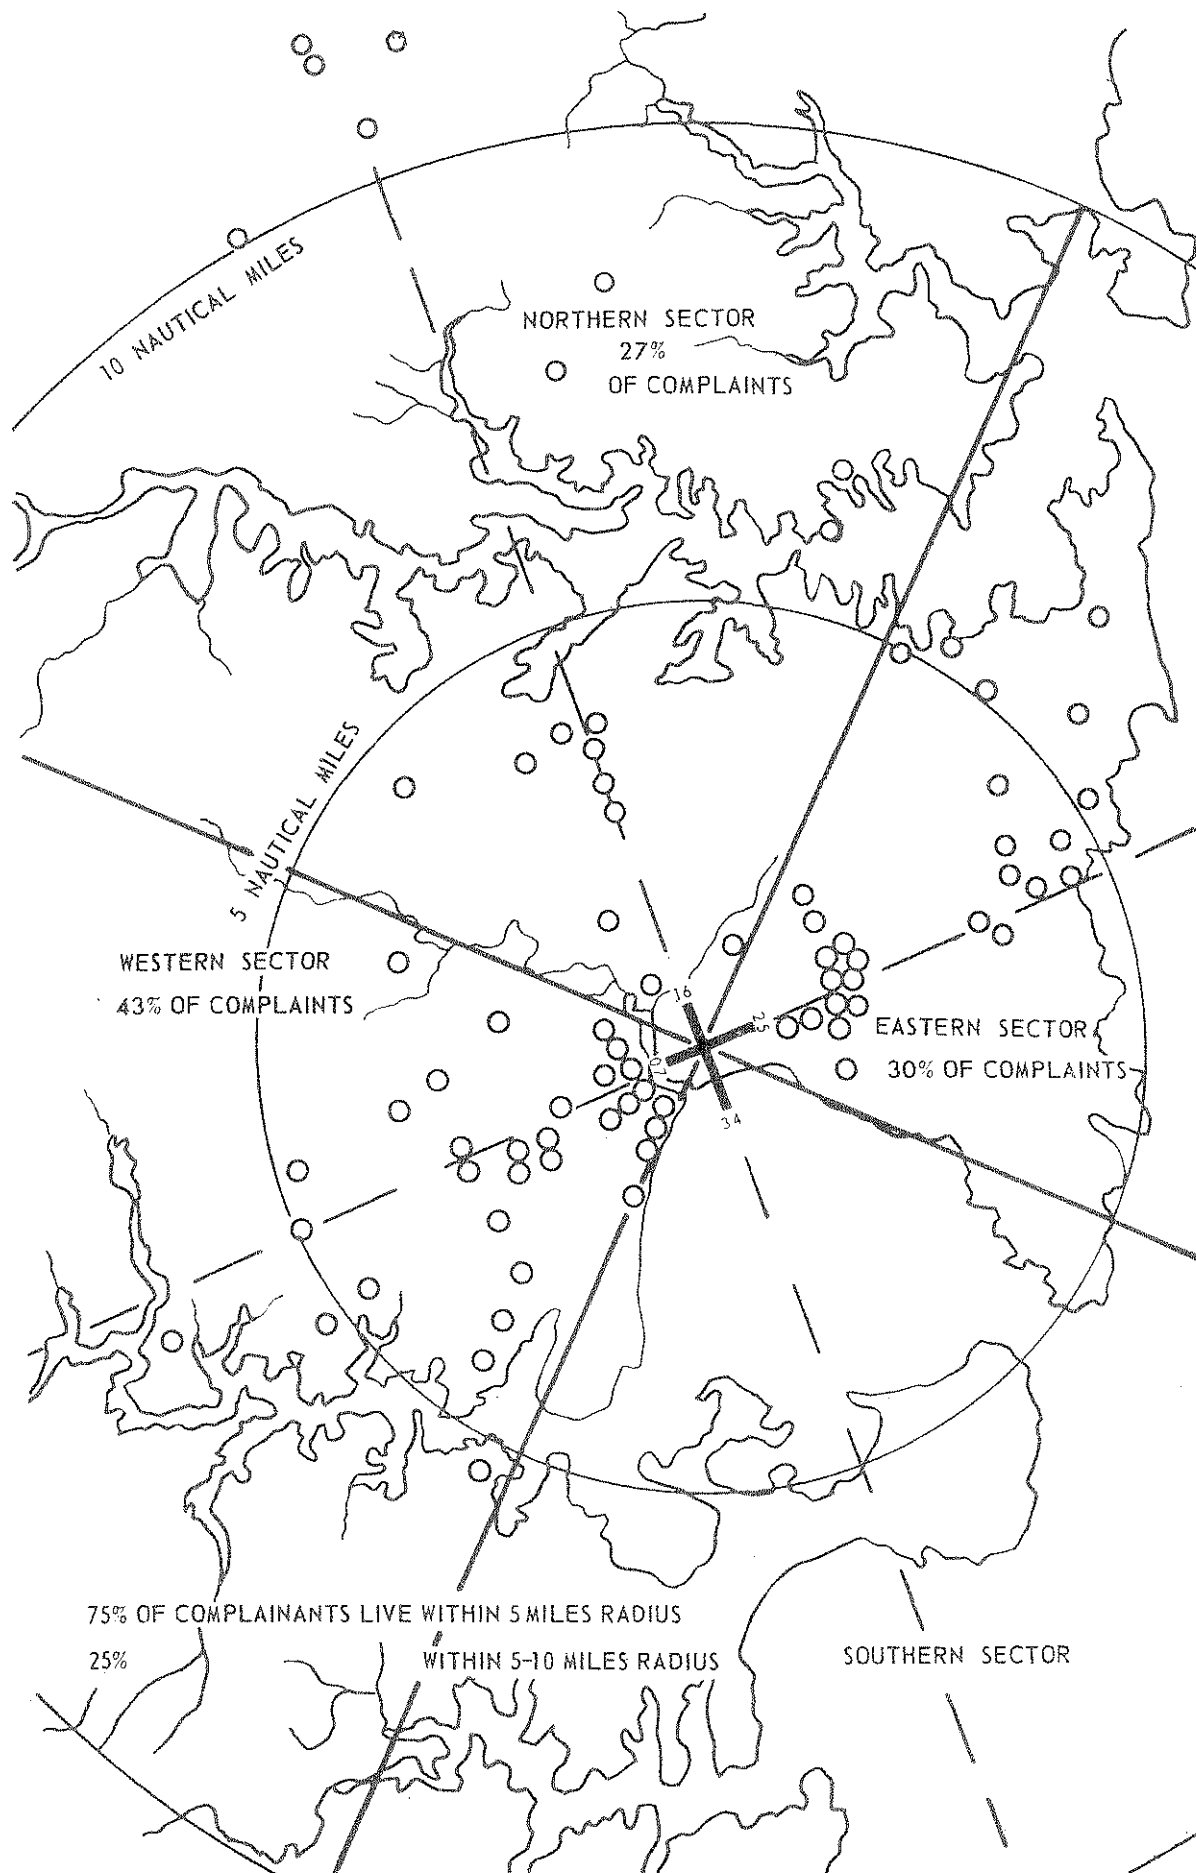 10 NAUTICAL MILES
NORTHERN SECTOR
27%
OF COMPLAINTS
5 NAUTICAL MILES
WESTERN SECTOR
43% OF COMPLAINTS
16
25
07
34
EASTERN SECTOR
30% OF COMPLAINTS
75% OF COMPLAINANTS LIVE WITHIN 5 MILES RADIUS
25% WITHIN 5-10 MILES RADIUS
SOUTHERN SECTOR